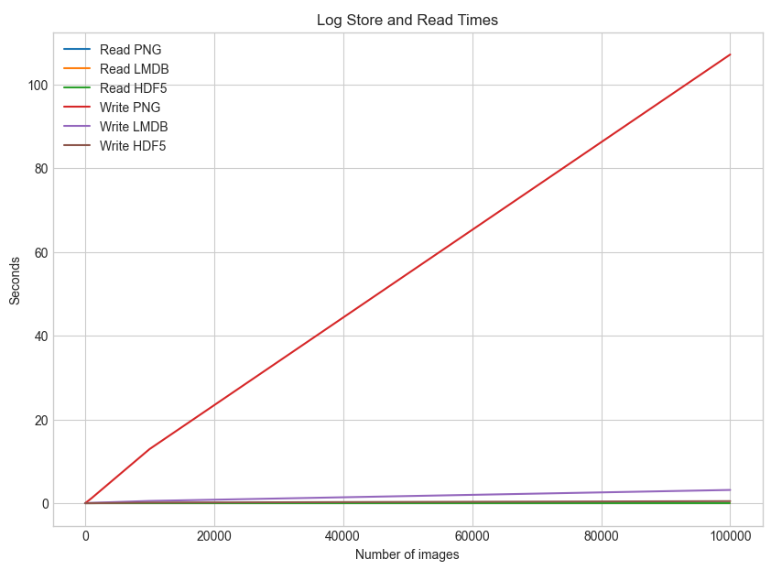 Log Store and Read Times
Read PNG
Read LMDB
Read HDF5
Write PNG
Write LMDB
Write HDF5
100
80
60
40
20
0
Seconds
0 20000 40000 60000 80000 100000
Number of images